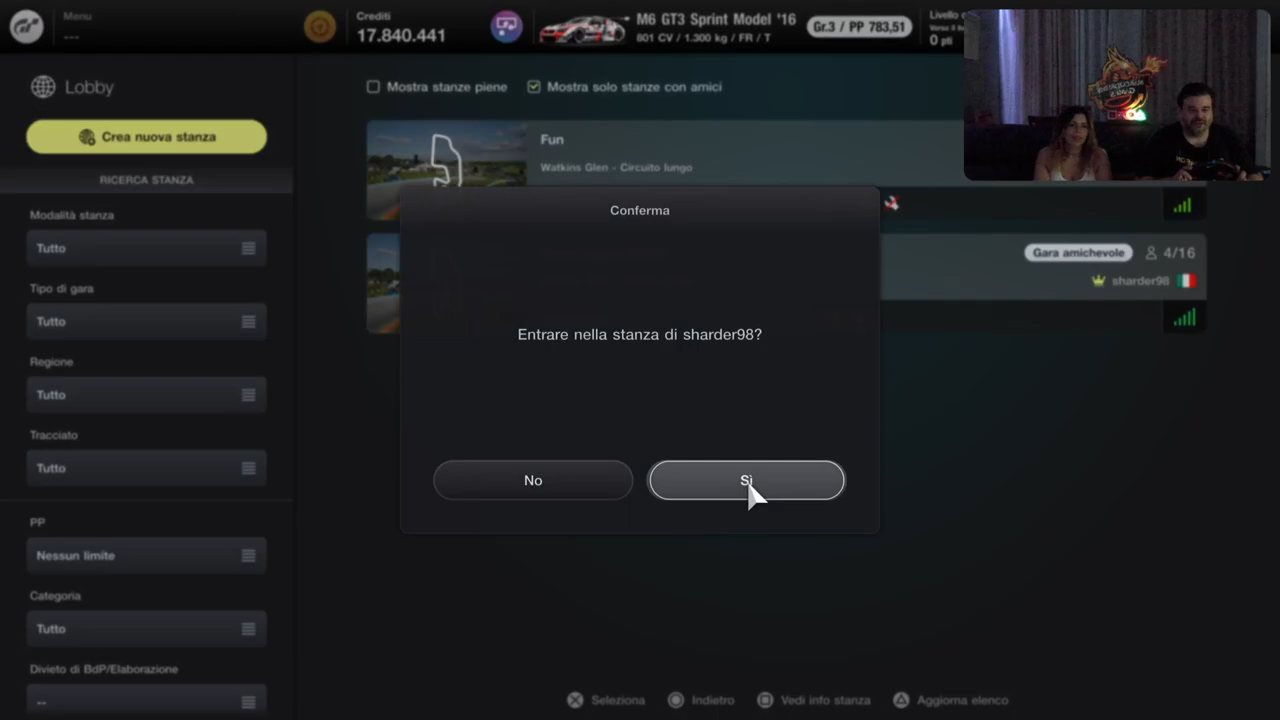 Menu
---
Crediti
17.840.441
M6 GT3 Sprint Model '16
801 CV / 1.300 kg / FR / T
Gr.3 / PP 783,51
Livello
0 pti
Lobby
Crea nuova stanza
RICERCA STANZA
Modalità stanza
Tutto
Tipo di gara
Tutto
Regione
Tutto
Tracciato
Tutto
PP
Nessun limite
Categoria
Tutto
Divieto di BdP/Elaborazione
--
Mostra stanze piene
Mostra solo stanze con amici
Fun
Watkins Glen - Circuito lungo
Gara amichevole
4/16
sharder98
Conferma
Entrare nella stanza di sharder98?
No
Sì
Seleziona
Indietro
Vedi info stanza
Aggiorna elenco